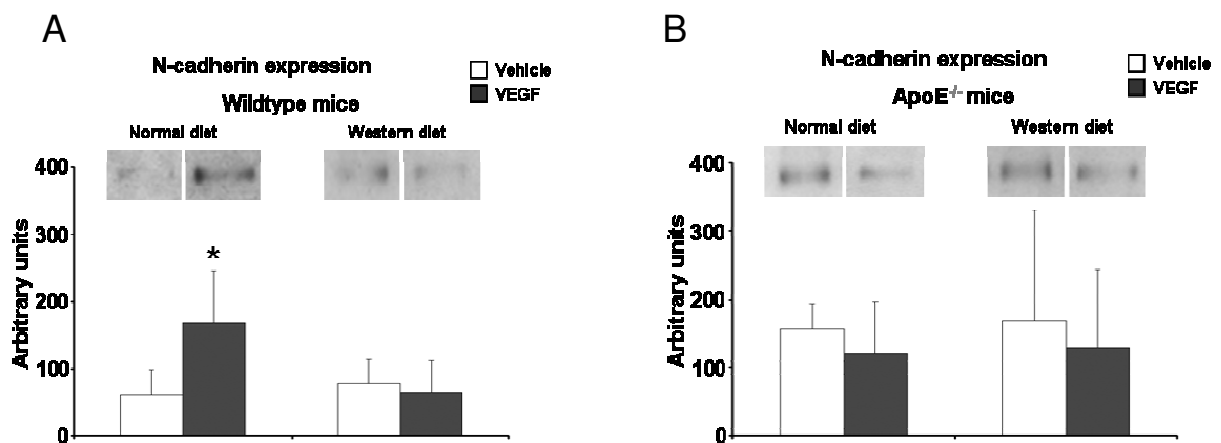 A
N-cadherin expression
Vehicle
VEGF
Wildtype mice
Normal diet
Western diet
400
300
200
100
0
Arbitrary units
*
B
N-cadherin expression
Vehicle
VEGF
ApoE-/- mice
Normal diet
Western diet
400
300
200
100
0
Arbitrary units